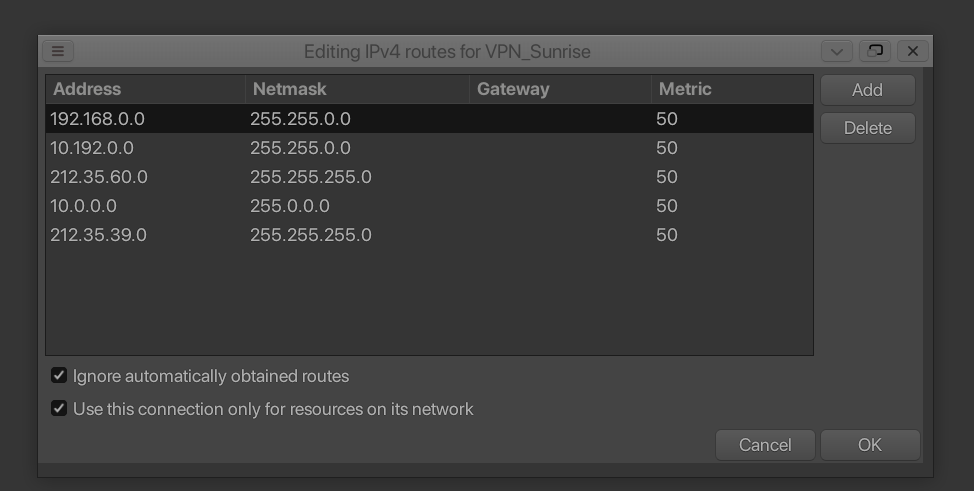 Editing IPv4 routes for VPN_Sunrise
Address Netmask Gateway Metric
192.168.0.0 255.255.0.0 50
10.192.0.0 255.255.0.0 50
212.35.60.0 255.255.255.0 50
10.0.0.0 255.0.0.0 50
212.35.39.0 255.255.255.0 50
Add
Delete
Ignore automatically obtained routes
Use this connection only for resources on its network
Cancel OK